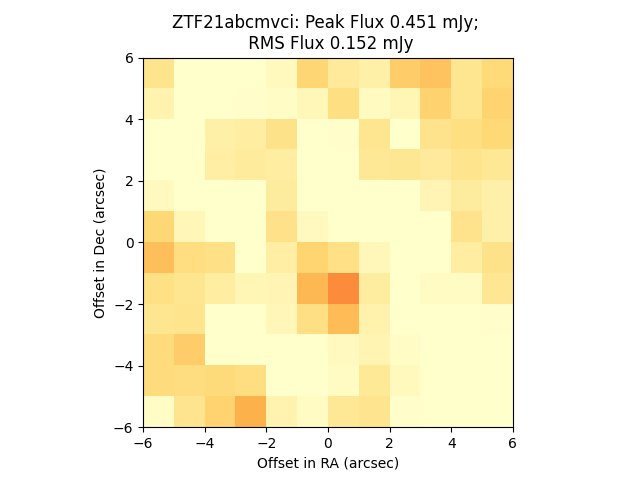 ZTF21abcmvci: Peak Flux 0.451 mJy;
RMS Flux 0.152 mJy
6
4
2
0
−2
−4
−6
Offset in Dec (arcsec)
−6 −4 −2 0 2 4 6
Offset in RA (arcsec)